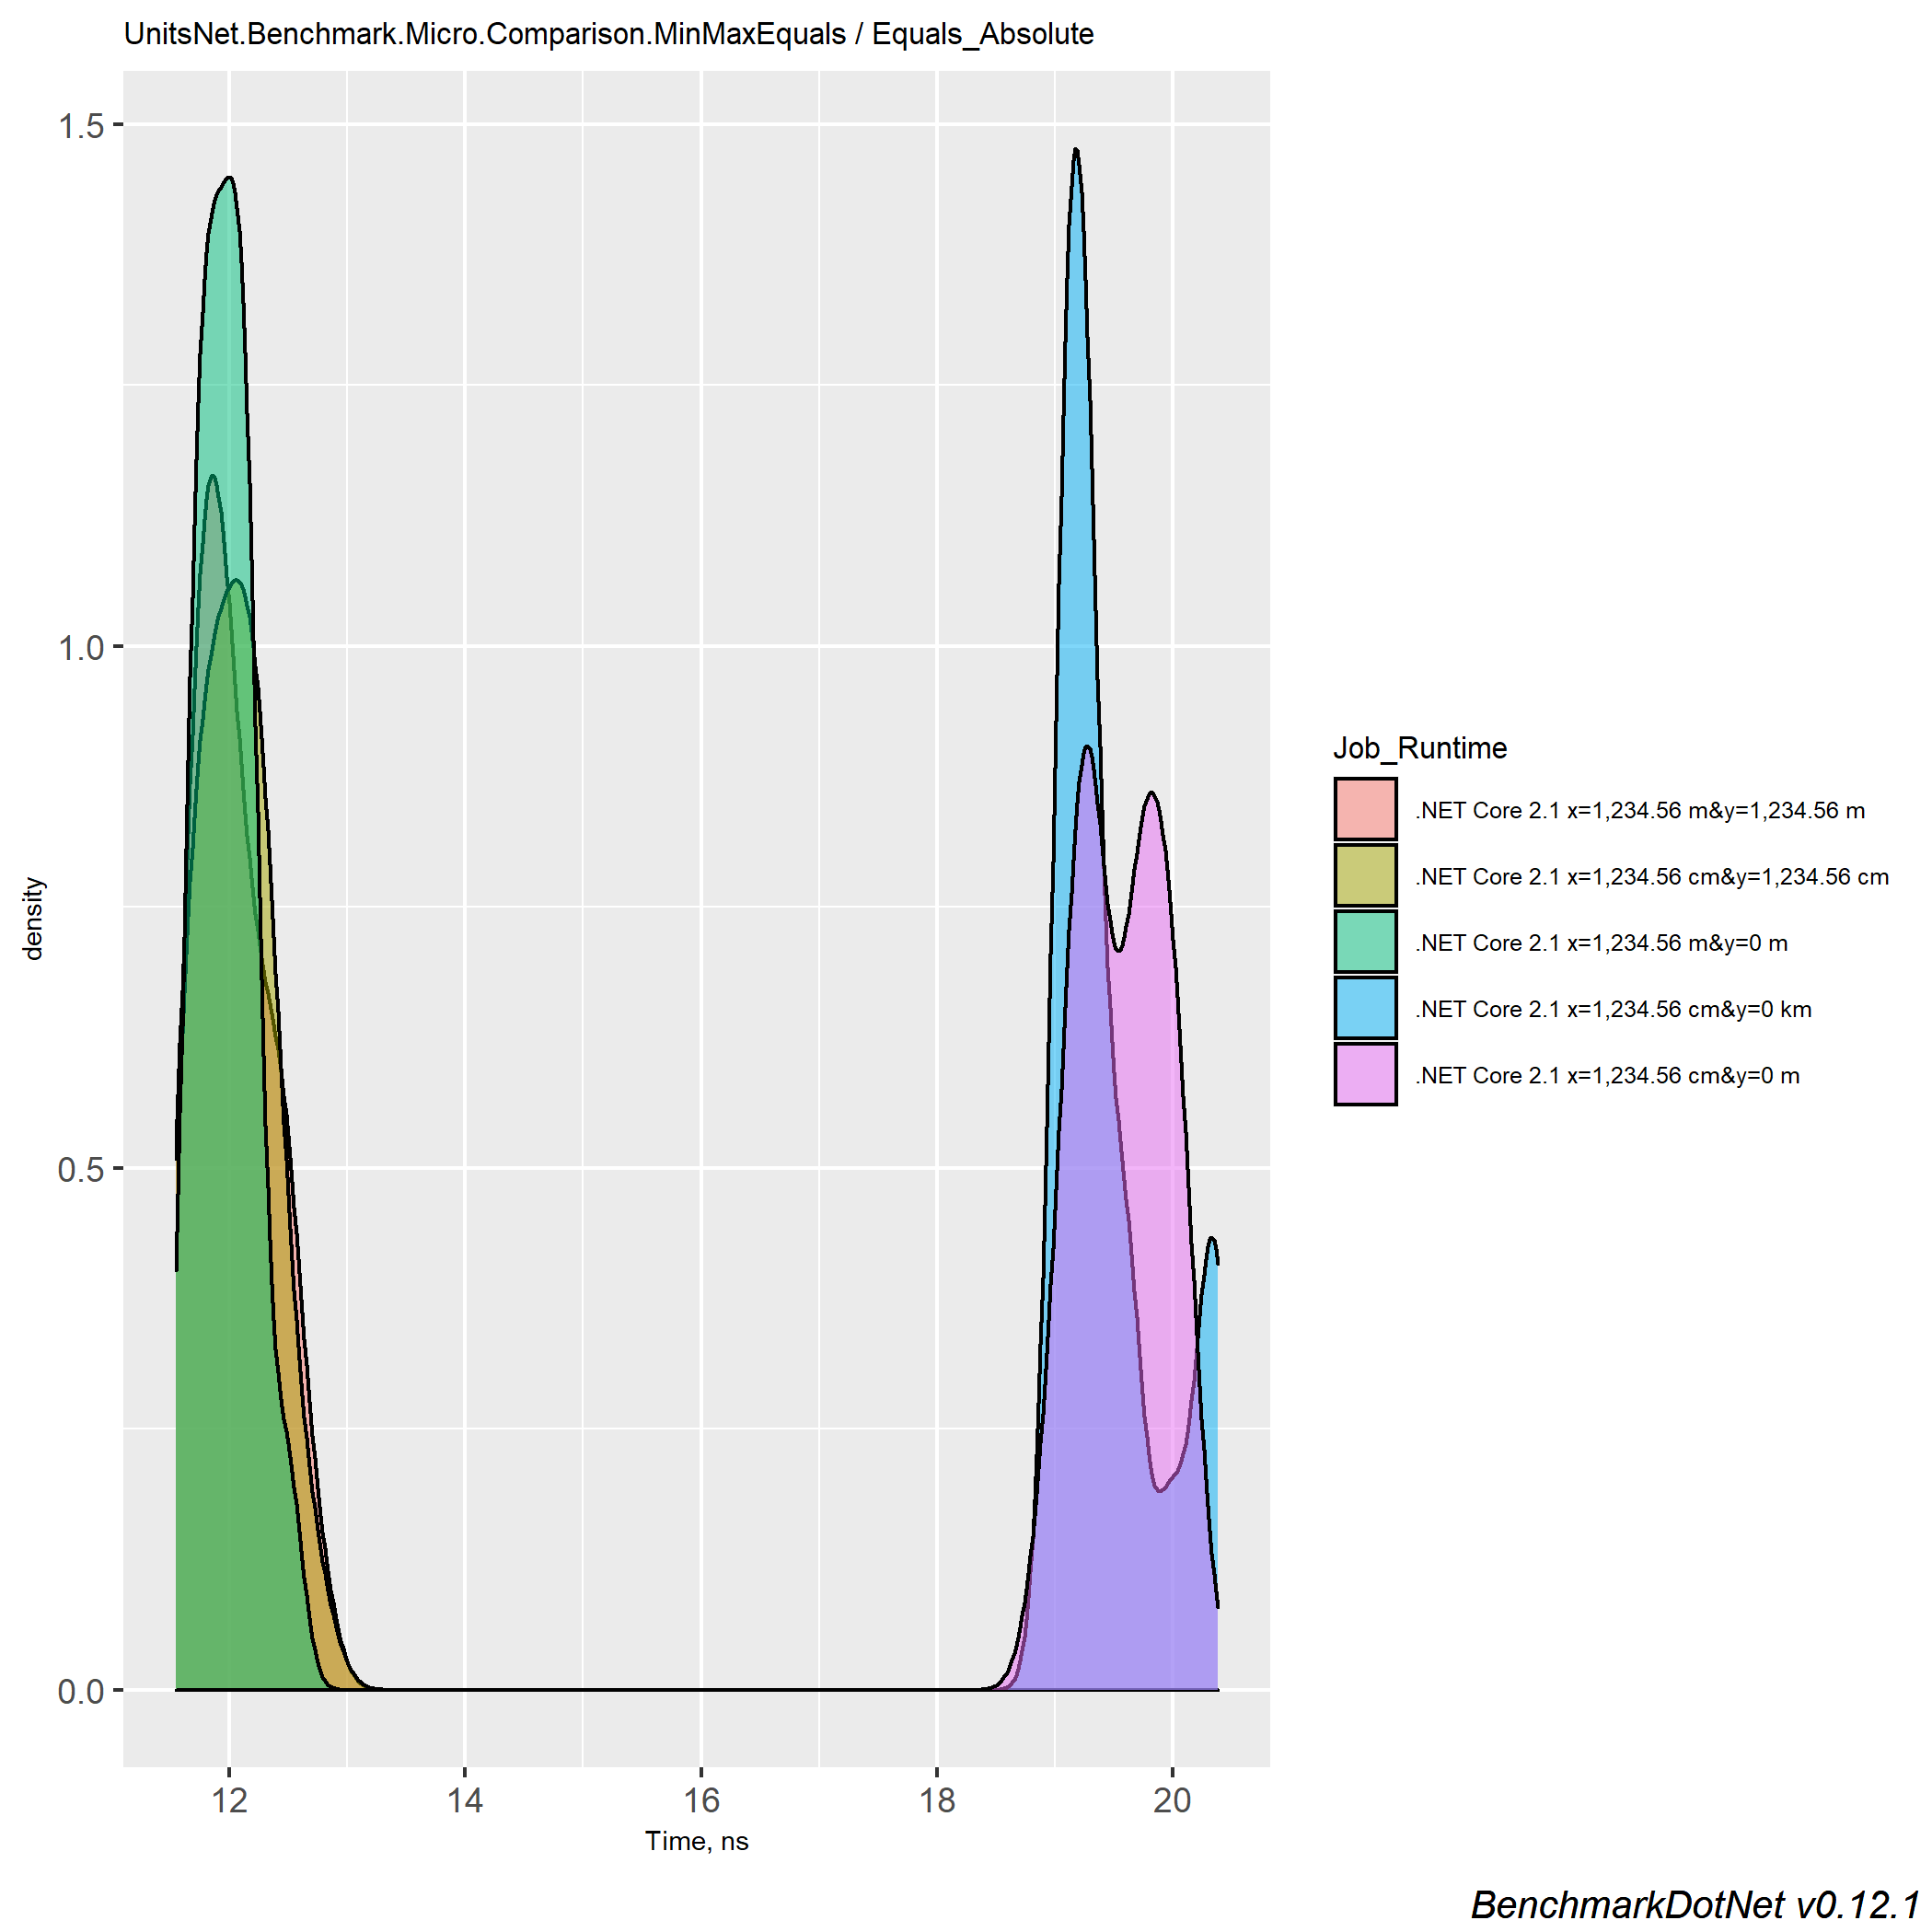 UnitsNet.Benchmark.Micro.Comparison.MinMaxEquals / Equals_Absolute
1.5
1.0
0.5
0.0
density
12 14 16 18 20
Time, ns
Job_Runtime
.NET Core 2.1 x=1,234.56 m&y=1,234.56 m
.NET Core 2.1 x=1,234.56 cm&y=1,234.56 cm
.NET Core 2.1 x=1,234.56 m&y=0 m
.NET Core 2.1 x=1,234.56 cm&y=0 km
.NET Core 2.1 x=1,234.56 cm&y=0 m
BenchmarkDotNet v0.12.1